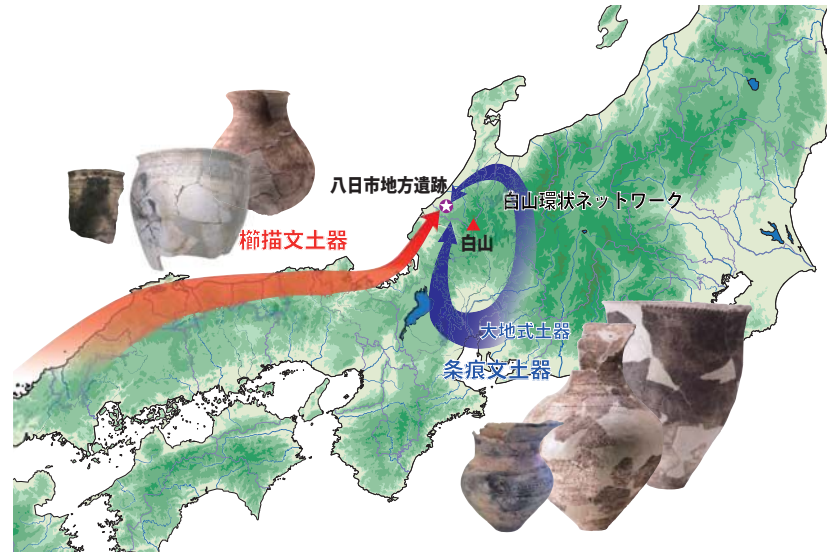 八日市地方遺跡
白山環状ネットワーク
櫛描文土器
白山
大地式土器
条痕文土器